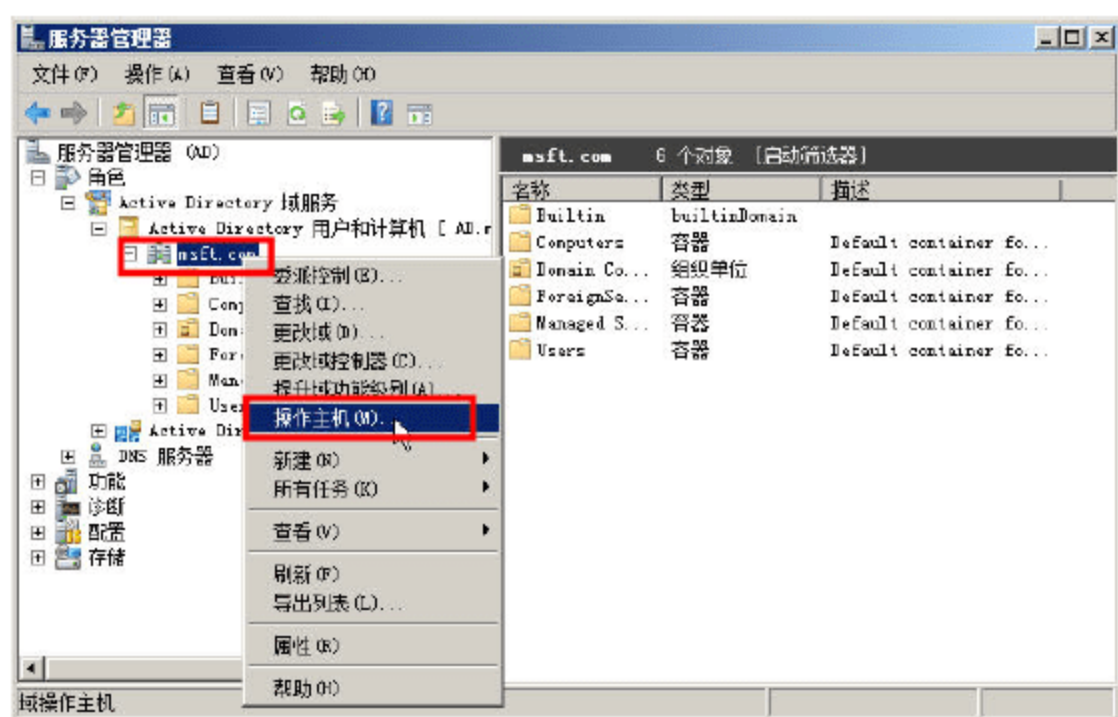 服务器管理器
文件(F) 操作(A) 查看(V) 帮助(H)
服务器管理器 (AD)
角色
Active Directory 域服务
Active Directory 用户和计算机 [ AD.m
msft.com
Buil
Comp
Doma
Fore
Mana
User
Active Dir
DNS 服务器
功能
诊断
配置
存储
委派控制(E)...
查找(I)...
更改域(D)...
更改域控制器(C)...
提升域功能级别(A)...
操作主机(M)...
新建(N)
所有任务(K)
查看(V)
刷新(F)
导出列表(L)...
属性(R)
帮助(H)
msft.com 6 个对象 [启动筛选器]
名称 类型 描述
Builtin builtinDomain
Computers 容器 Default container fo...
Domain Co... 组织单位 Default container fo...
ForeignSe... 容器 Default container fo...
Managed S... 容器 Default container fo...
Users 容器 Default container fo...
域操作主机